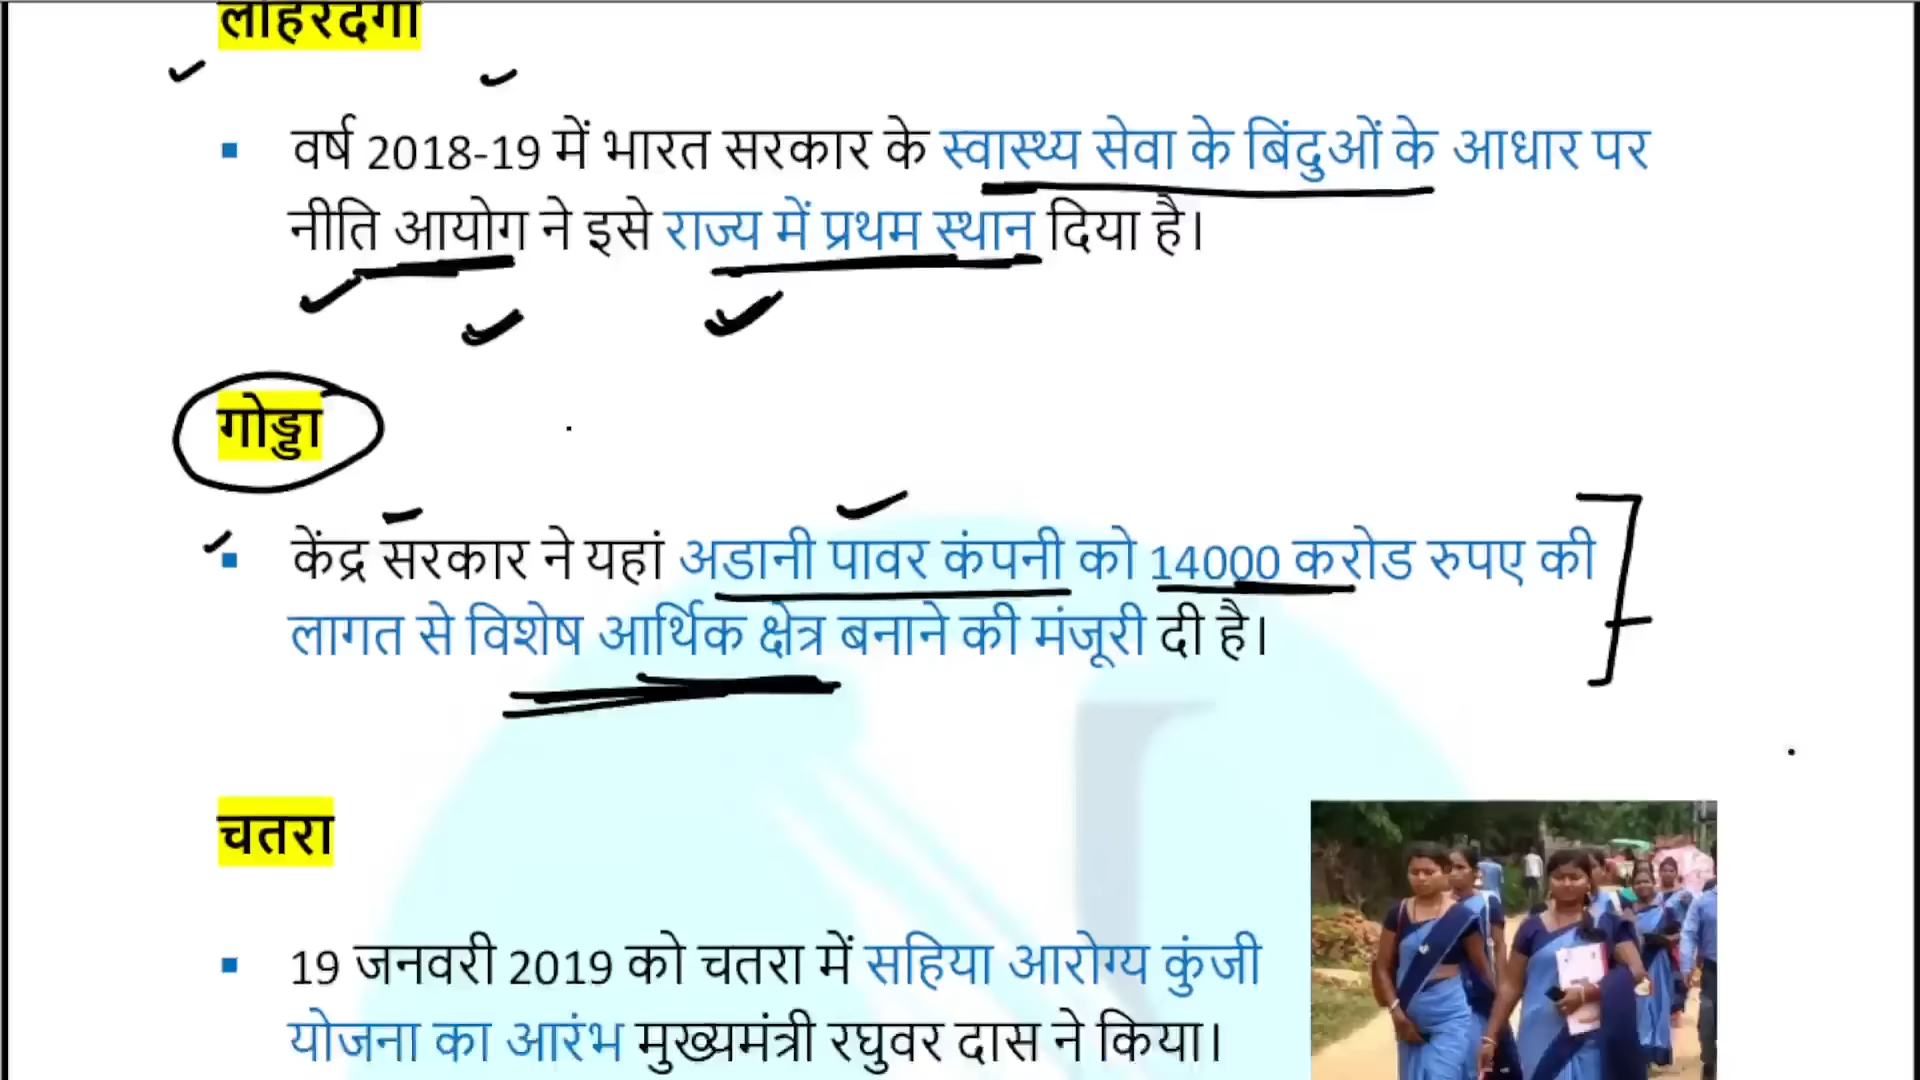 लोहरदगा
वर्ष 2018-19 में भारत सरकार के स्वास्थ्य सेवा के बिंदुओं के आधार पर
नीति आयोग ने इसे राज्य में प्रथम स्थान दिया है।
गोड्डा
केंद्र सरकार ने यहां अडानी पावर कंपनी को 14000 करोड रुपए की
लागत से विशेष आर्थिक क्षेत्र बनाने की मंजूरी दी है।
चतरा
19 जनवरी 2019 को चतरा में सहिया आरोग्य कुंजी
योजना का आरंभ मुख्यमंत्री रघुवर दास ने किया।